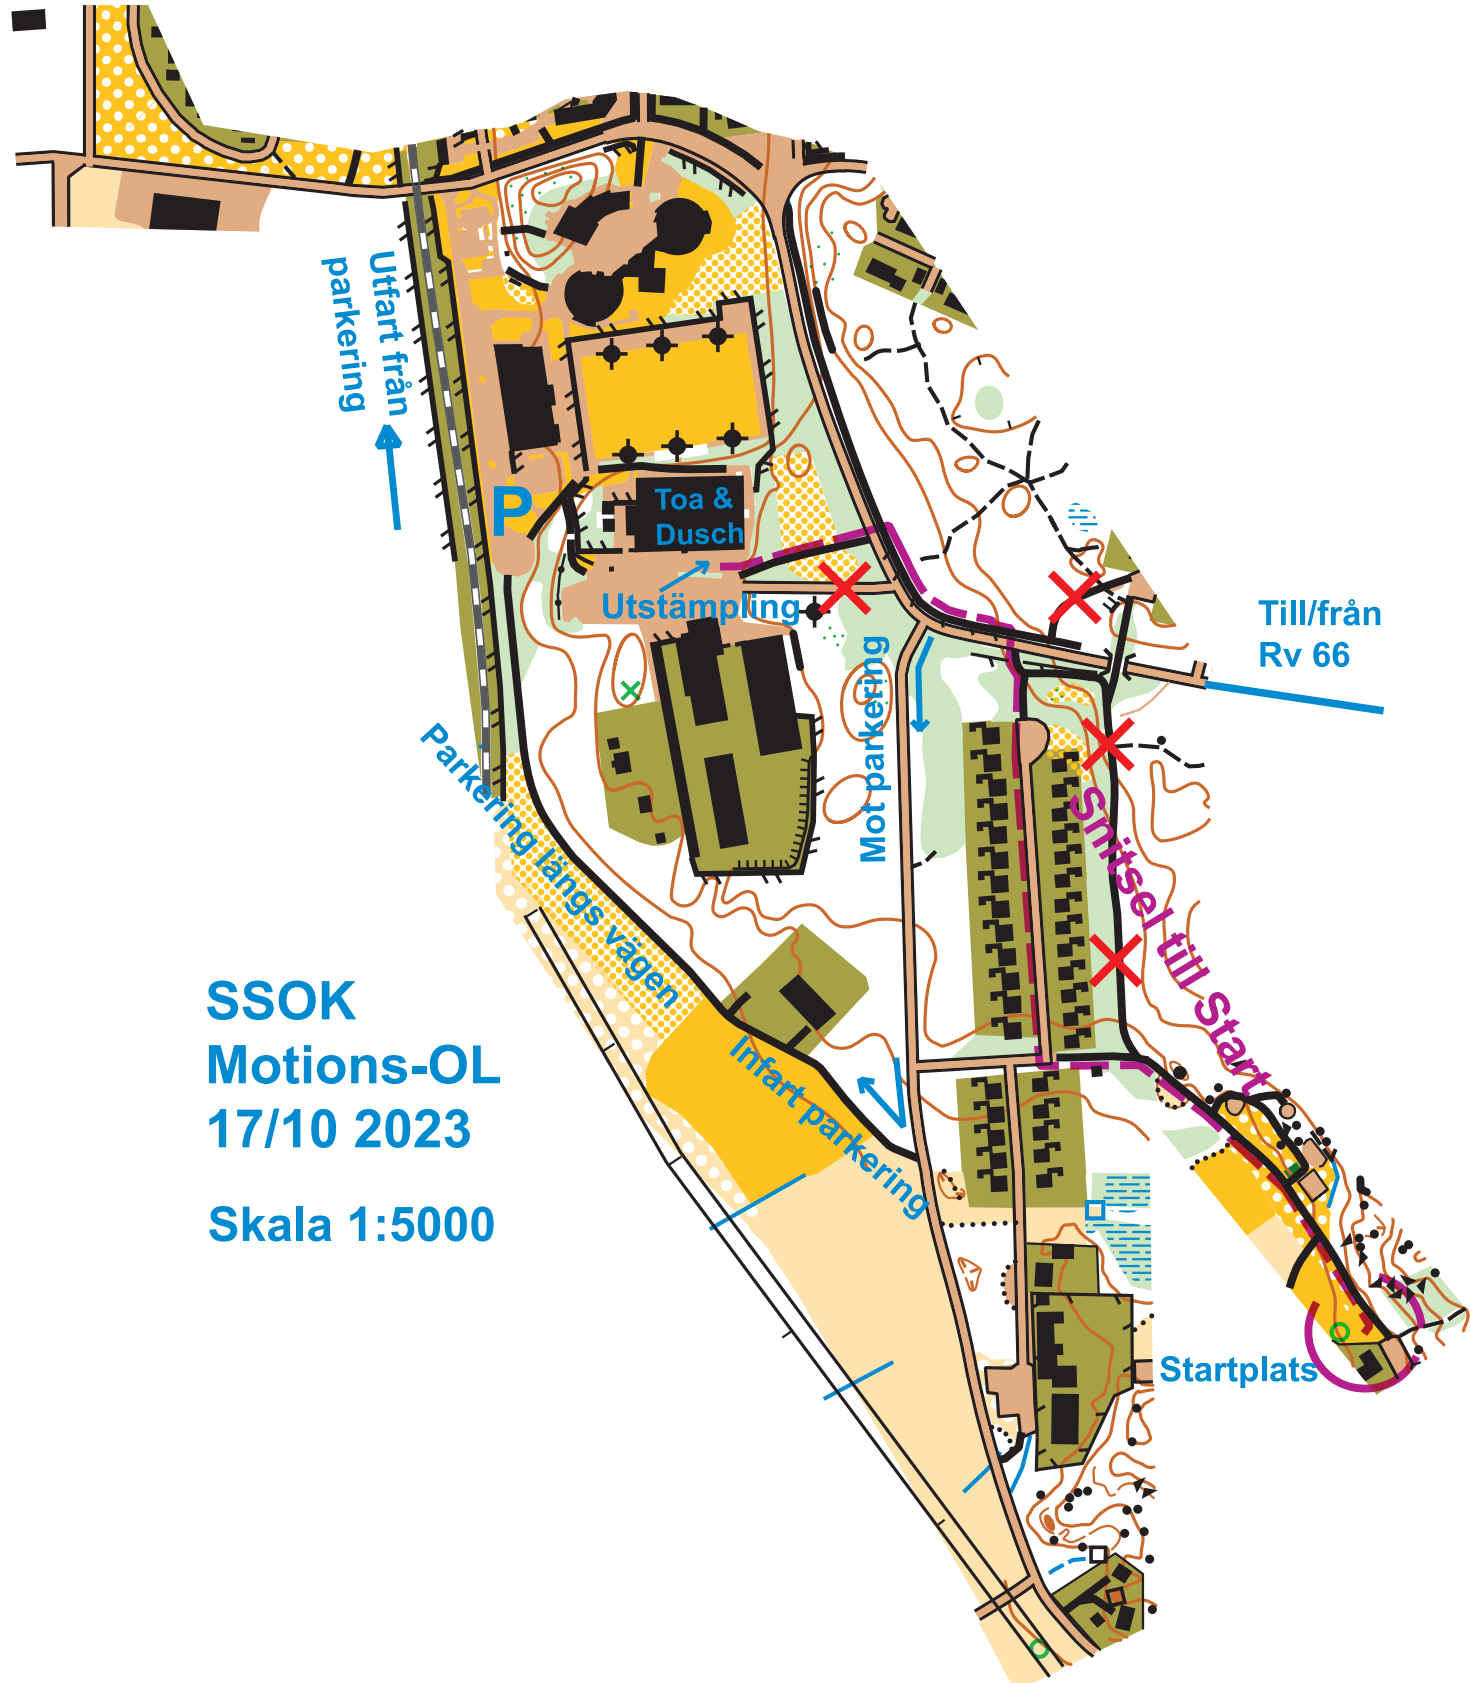 Utfart från
parkering
P
Toa &
Dusch
Utstämpling
Till/från
Rv 66
Mot parkering
Parkering längs vägen
snitsel till Start
SSOK
Motions-OL
17/10 2023
Skala 1:5000
Infart parkering
Startplats